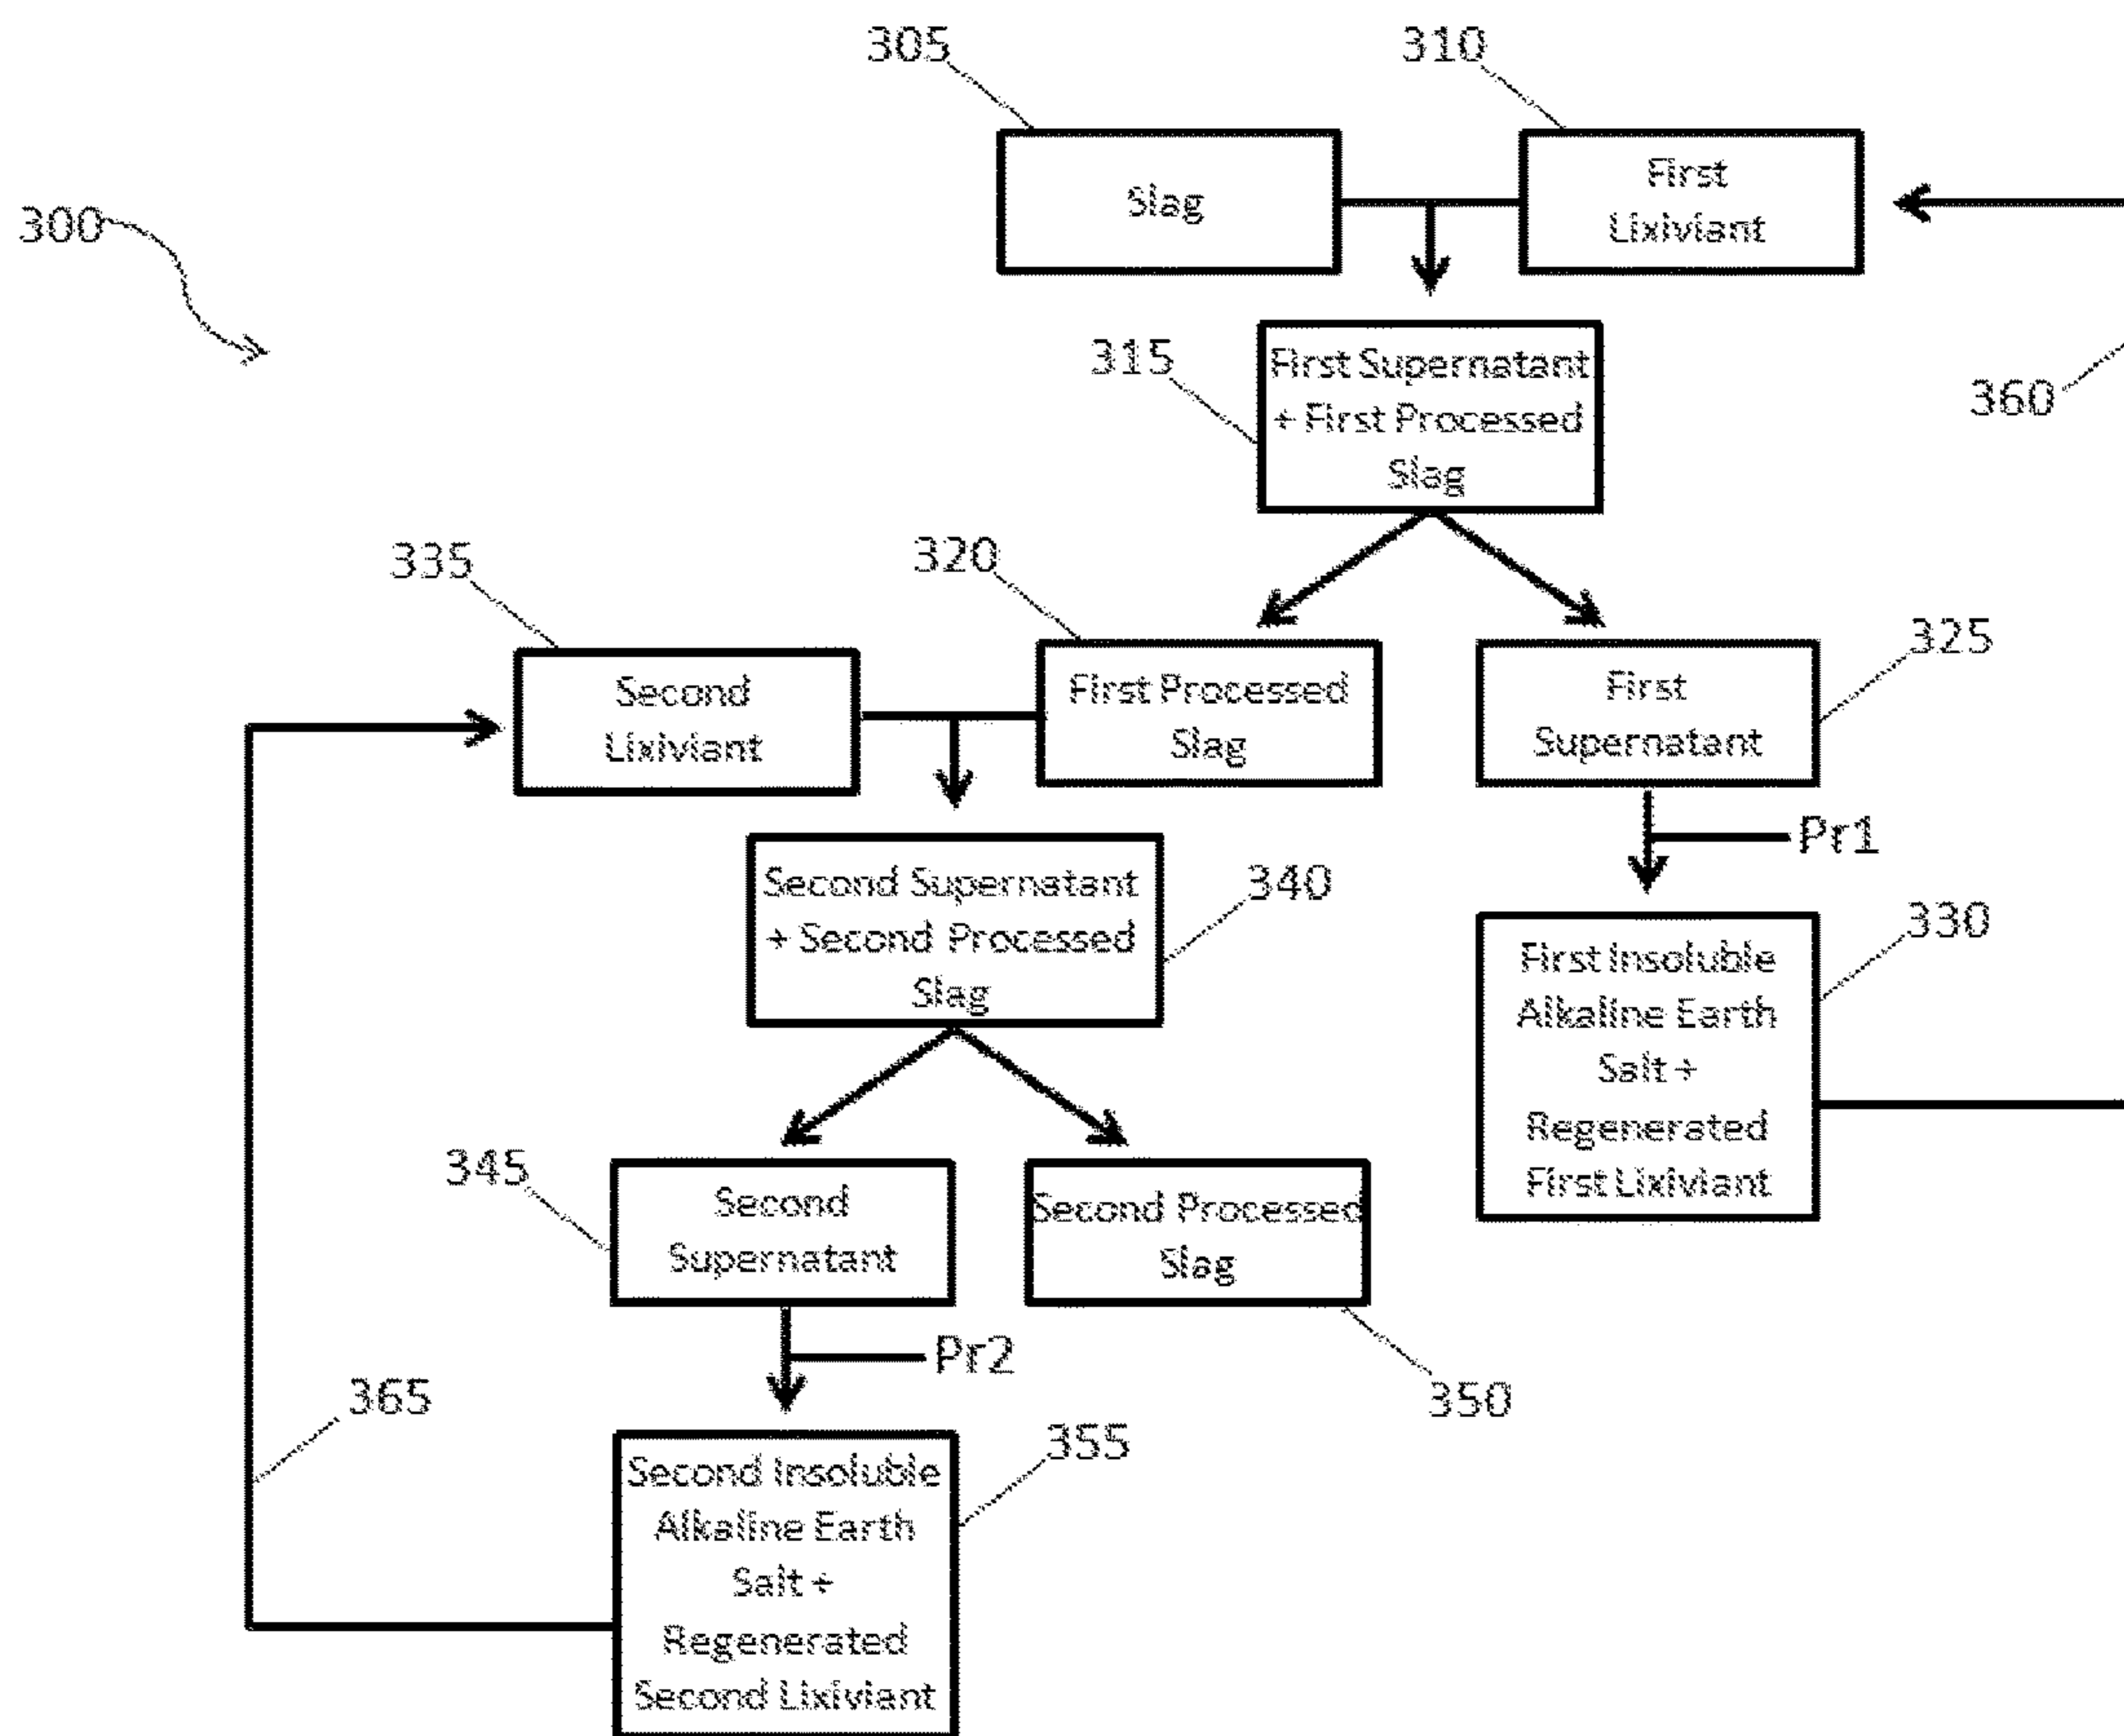 305
310
Slag
First
Lixiviant
300
315
First Supernatant
+ First Processed
Slag
360
335
320
325
Second
Lixiviant
First Processed
Slag
First
Supernatant
Pr1
Second Supernatant
+ Second Processed
Slag
340
330
First Insoluble
Alkaline Earth
Salt +
Regenerated
First Lixiviant
345
Second
Supernatant
Second Processed
Slag
Pr2
350
365
355
Second Insoluble
Alkaline Earth
Salt +
Regenerated
Second Lixiviant